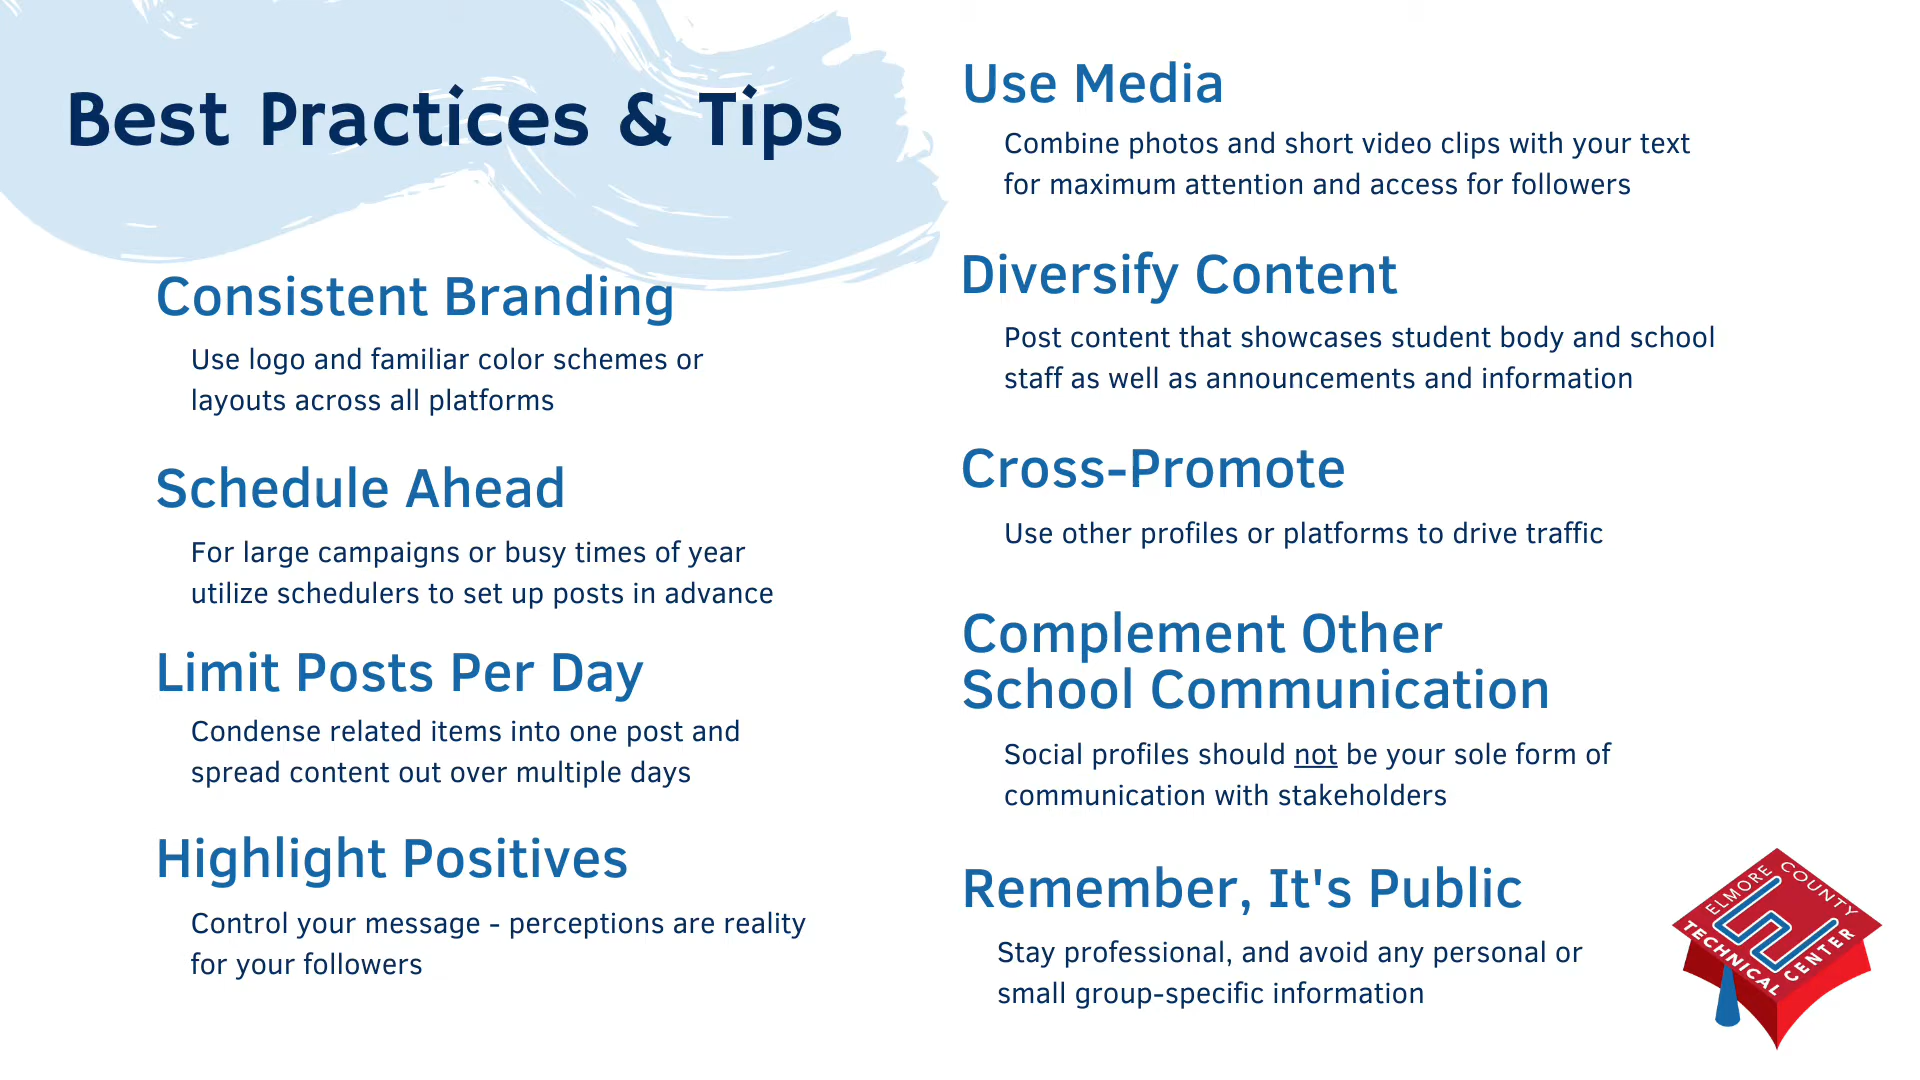 Best Practices & Tips
Consistent Branding
Use logo and familiar color schemes or
layouts across all platforms
Schedule Ahead
For large campaigns or busy times of year
utilize schedulers to set up posts in advance
Limit Posts Per Day
Condense related items into one post and
spread content out over multiple days
Highlight Positives
Control your message - perceptions are reality
for your followers
Use Media
Combine photos and short video clips with your text
for maximum attention and access for followers
Diversify Content
Post content that showcases student body and school
staff as well as announcements and information
Cross-Promote
Use other profiles or platforms to drive traffic
Complement Other
School Communication
Social profiles should not be your sole form of
communication with stakeholders
Remember, It's Public
Stay professional, and avoid any personal or
small group-specific information
ELMORE COUNTY
TECHNICAL CENTER